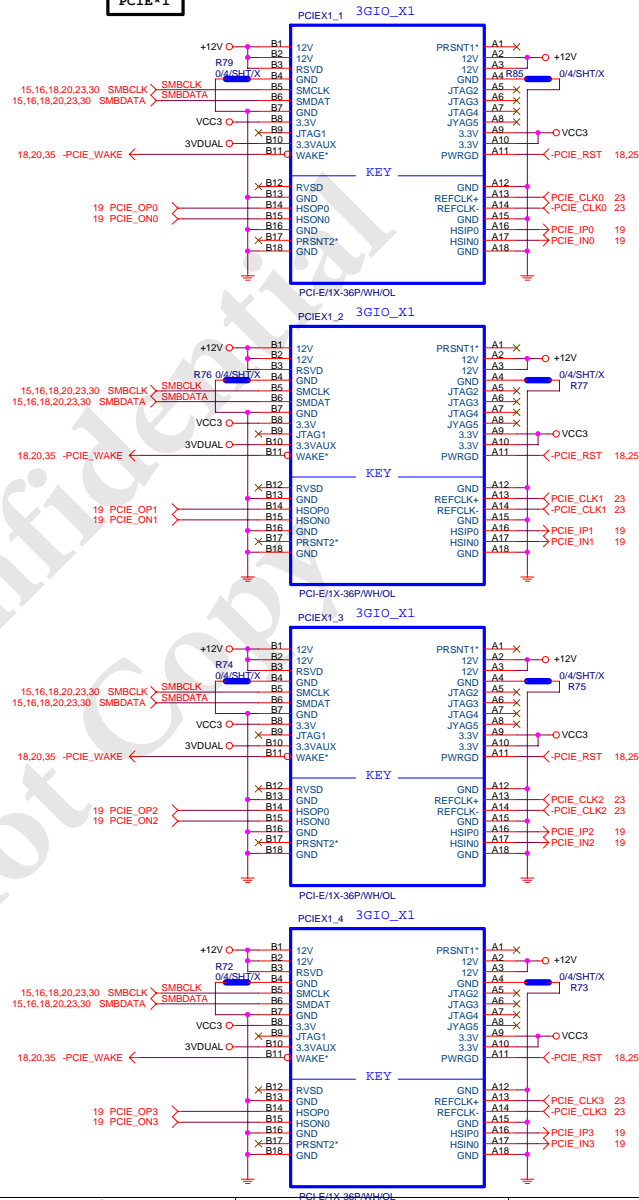 PCIE*1
PCIEX1_1 3GIO_X1
+12V B1 12V PRSNT1* A1
B2 12V 12V A2 +12V
B3 RSVD 12V A3
R79 0/4/SHT/X B4 GND GND A4 R85 0/4/SHT/X
15,16,18,20,23,30 SMBCLK SMBCLK B5 SMCLK JTAG2 A5
15,16,18,20,23,30 SMBDATA SMBDATA B6 SMDAT JTAG3 A6
B7 GND JTAG4 A7
VCC3 B8 3.3V JYAG5 A8
B9 JTAG1 3.3V A9 VCC3
3VDUAL B10 3.3VAUX 3.3V A10
18,20,35 -PCIE_WAKE B11 WAKE* PWRGD A11 -PCIE_RST 18,25
KEY
B12 RVSD GND A12
B13 GND REFCLK+ A13 PCIE_CLK0 23
19 PCIE_OP0 B14 HSOP0 REFCLK- A14 -PCIE_CLK0 23
19 PCIE_ON0 B15 HSON0 GND A15
B16 GND HSIP0 A16 PCIE_IP0 19
B17 PRSNT2* HSIN0 A17 PCIE_IN0 19
B18 GND GND A18
PCI-E/1X-36P/WH/OL
PCIEX1_2 3GIO_X1
+12V B1 12V PRSNT1* A1
B2 12V 12V A2 +12V
B3 RSVD 12V A3
R76 0/4/SHT/X B4 GND GND A4 0/4/SHT/X R77
15,16,18,20,23,30 SMBCLK SMBCLK B5 SMCLK JTAG2 A5
15,16,18,20,23,30 SMBDATA SMBDATA B6 SMDAT JTAG3 A6
B7 GND JTAG4 A7
VCC3 B8 3.3V JYAG5 A8
B9 JTAG1 3.3V A9 VCC3
3VDUAL B10 3.3VAUX 3.3V A10
18,20,35 -PCIE_WAKE B11 WAKE* PWRGD A11 -PCIE_RST 18,25
KEY
B12 RVSD GND A12
B13 GND REFCLK+ A13 PCIE_CLK1 23
19 PCIE_OP1 B14 HSOP0 REFCLK- A14 -PCIE_CLK1 23
19 PCIE_ON1 B15 HSON0 GND A15
B16 GND HSIP0 A16 PCIE_IP1 19
B17 PRSNT2* HSIN0 A17 PCIE_IN1 19
B18 GND GND A18
PCI-E/1X-36P/WH/OL
PCIEX1_3 3GIO_X1
+12V B1 12V PRSNT1* A1
B2 12V 12V A2 +12V
B3 RSVD 12V A3
R74 0/4/SHT/X B4 GND GND A4 0/4/SHT/X R75
15,16,18,20,23,30 SMBCLK SMBCLK B5 SMCLK JTAG2 A5
15,16,18,20,23,30 SMBDATA SMBDATA B6 SMDAT JTAG3 A6
B7 GND JTAG4 A7
VCC3 B8 3.3V JYAG5 A8
B9 JTAG1 3.3V A9 VCC3
3VDUAL B10 3.3VAUX 3.3V A10
18,20,35 -PCIE_WAKE B11 WAKE* PWRGD A11 -PCIE_RST 18,25
KEY
B12 RVSD GND A12
B13 GND REFCLK+ A13 PCIE_CLK2 23
19 PCIE_OP2 B14 HSOP0 REFCLK- A14 -PCIE_CLK2 23
19 PCIE_ON2 B15 HSON0 GND A15
B16 GND HSIP0 A16 PCIE_IP2 19
B17 PRSNT2* HSIN0 A17 PCIE_IN2 19
B18 GND GND A18
PCI-E/1X-36P/WH/OL
PCIEX1_4 3GIO_X1
+12V B1 12V PRSNT1* A1
B2 12V 12V A2 +12V
B3 RSVD 12V A3
R72 0/4/SHT/X B4 GND GND A4 0/4/SHT/X R73
15,16,18,20,23,30 SMBCLK SMBCLK B5 SMCLK JTAG2 A5
15,16,18,20,23,30 SMBDATA SMBDATA B6 SMDAT JTAG3 A6
B7 GND JTAG4 A7
VCC3 B8 3.3V JYAG5 A8
B9 JTAG1 3.3V A9 VCC3
3VDUAL B10 3.3VAUX 3.3V A10
18,20,35 -PCIE_WAKE B11 WAKE* PWRGD A11 -PCIE_RST 18,25
KEY
B12 RVSD GND A12
B13 GND REFCLK+ A13 PCIE_CLK3 23
19 PCIE_OP3 B14 HSOP0 REFCLK- A14 -PCIE_CLK3 23
19 PCIE_ON3 B15 HSON0 GND A15
B16 GND HSIP0 A16 PCIE_IP3 19
B17 PRSNT2* HSIN0 A17 PCIE_IN3 19
B18 GND GND A18
PCI-E/1X-36P/WH/OL